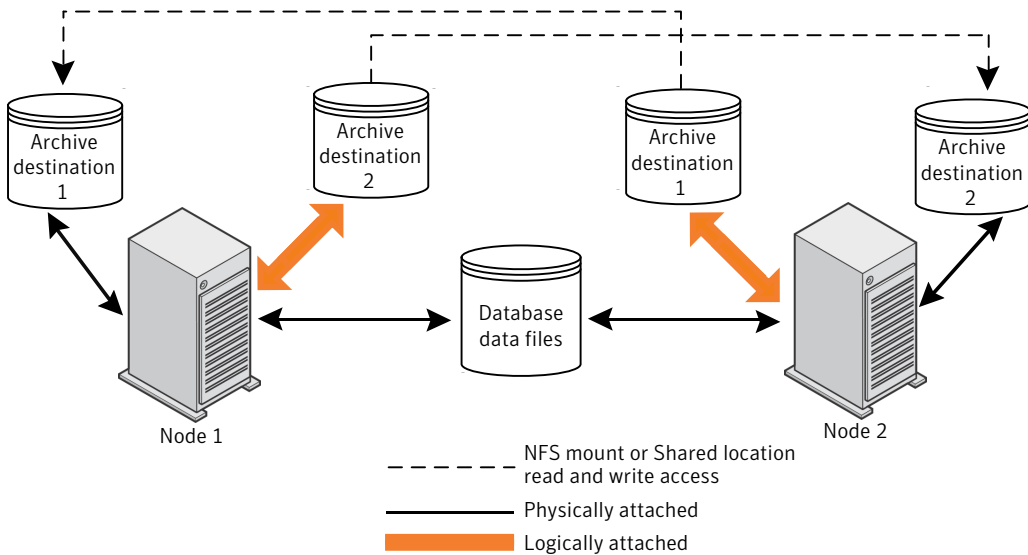 Archive
destination
1
Archive
destination
2
Archive
destination
1
Archive
destination
2
Database
data files
Node 1
Node 2
NFS mount or Shared location
read and write access
Physically attached
Logically attached